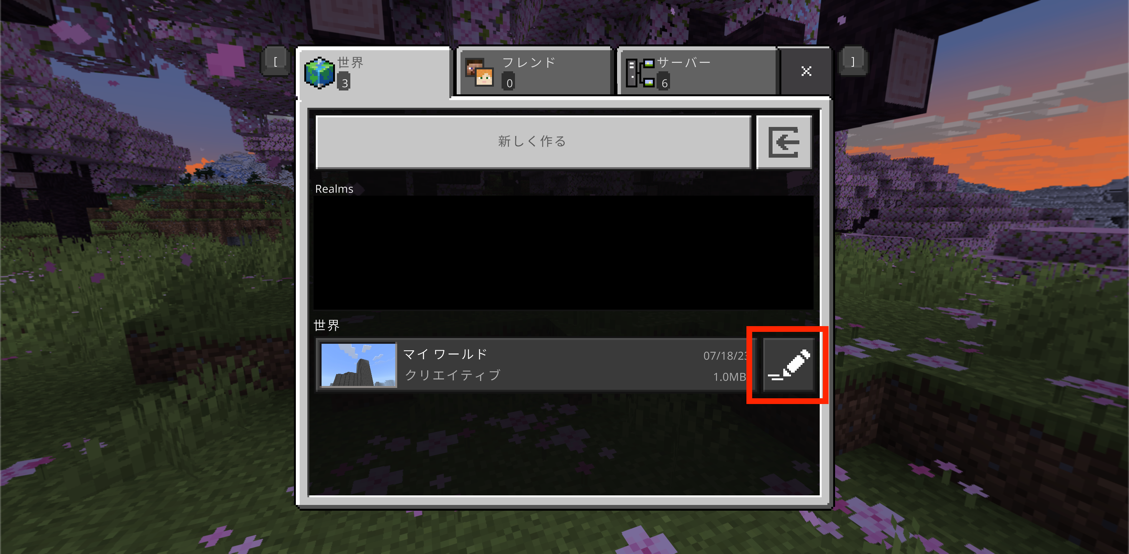 [
世界
3
フレンド
0
サーバー
6
]
新しく作る
Realms
世界
マイ ワールド
07/18/23
クリエイティブ
1.0MB